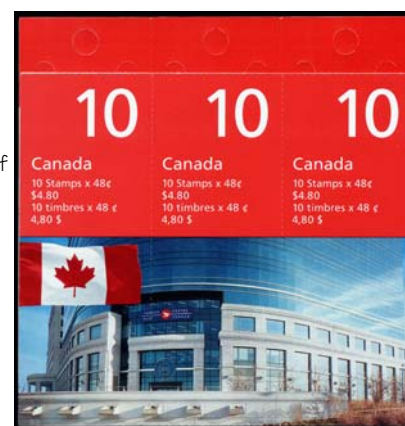 10 10 10
f
Canada Canada Canada
10 Stamps x 48¢ 10 Stamps x 48¢ 10 Stamps x 48¢
$4.80 $4.80 $4.80
10 timbres x 48 ¢ 10 timbres x 48 ¢ 10 timbres x 48 ¢
4,80 $ 4,80 $ 4,80 $